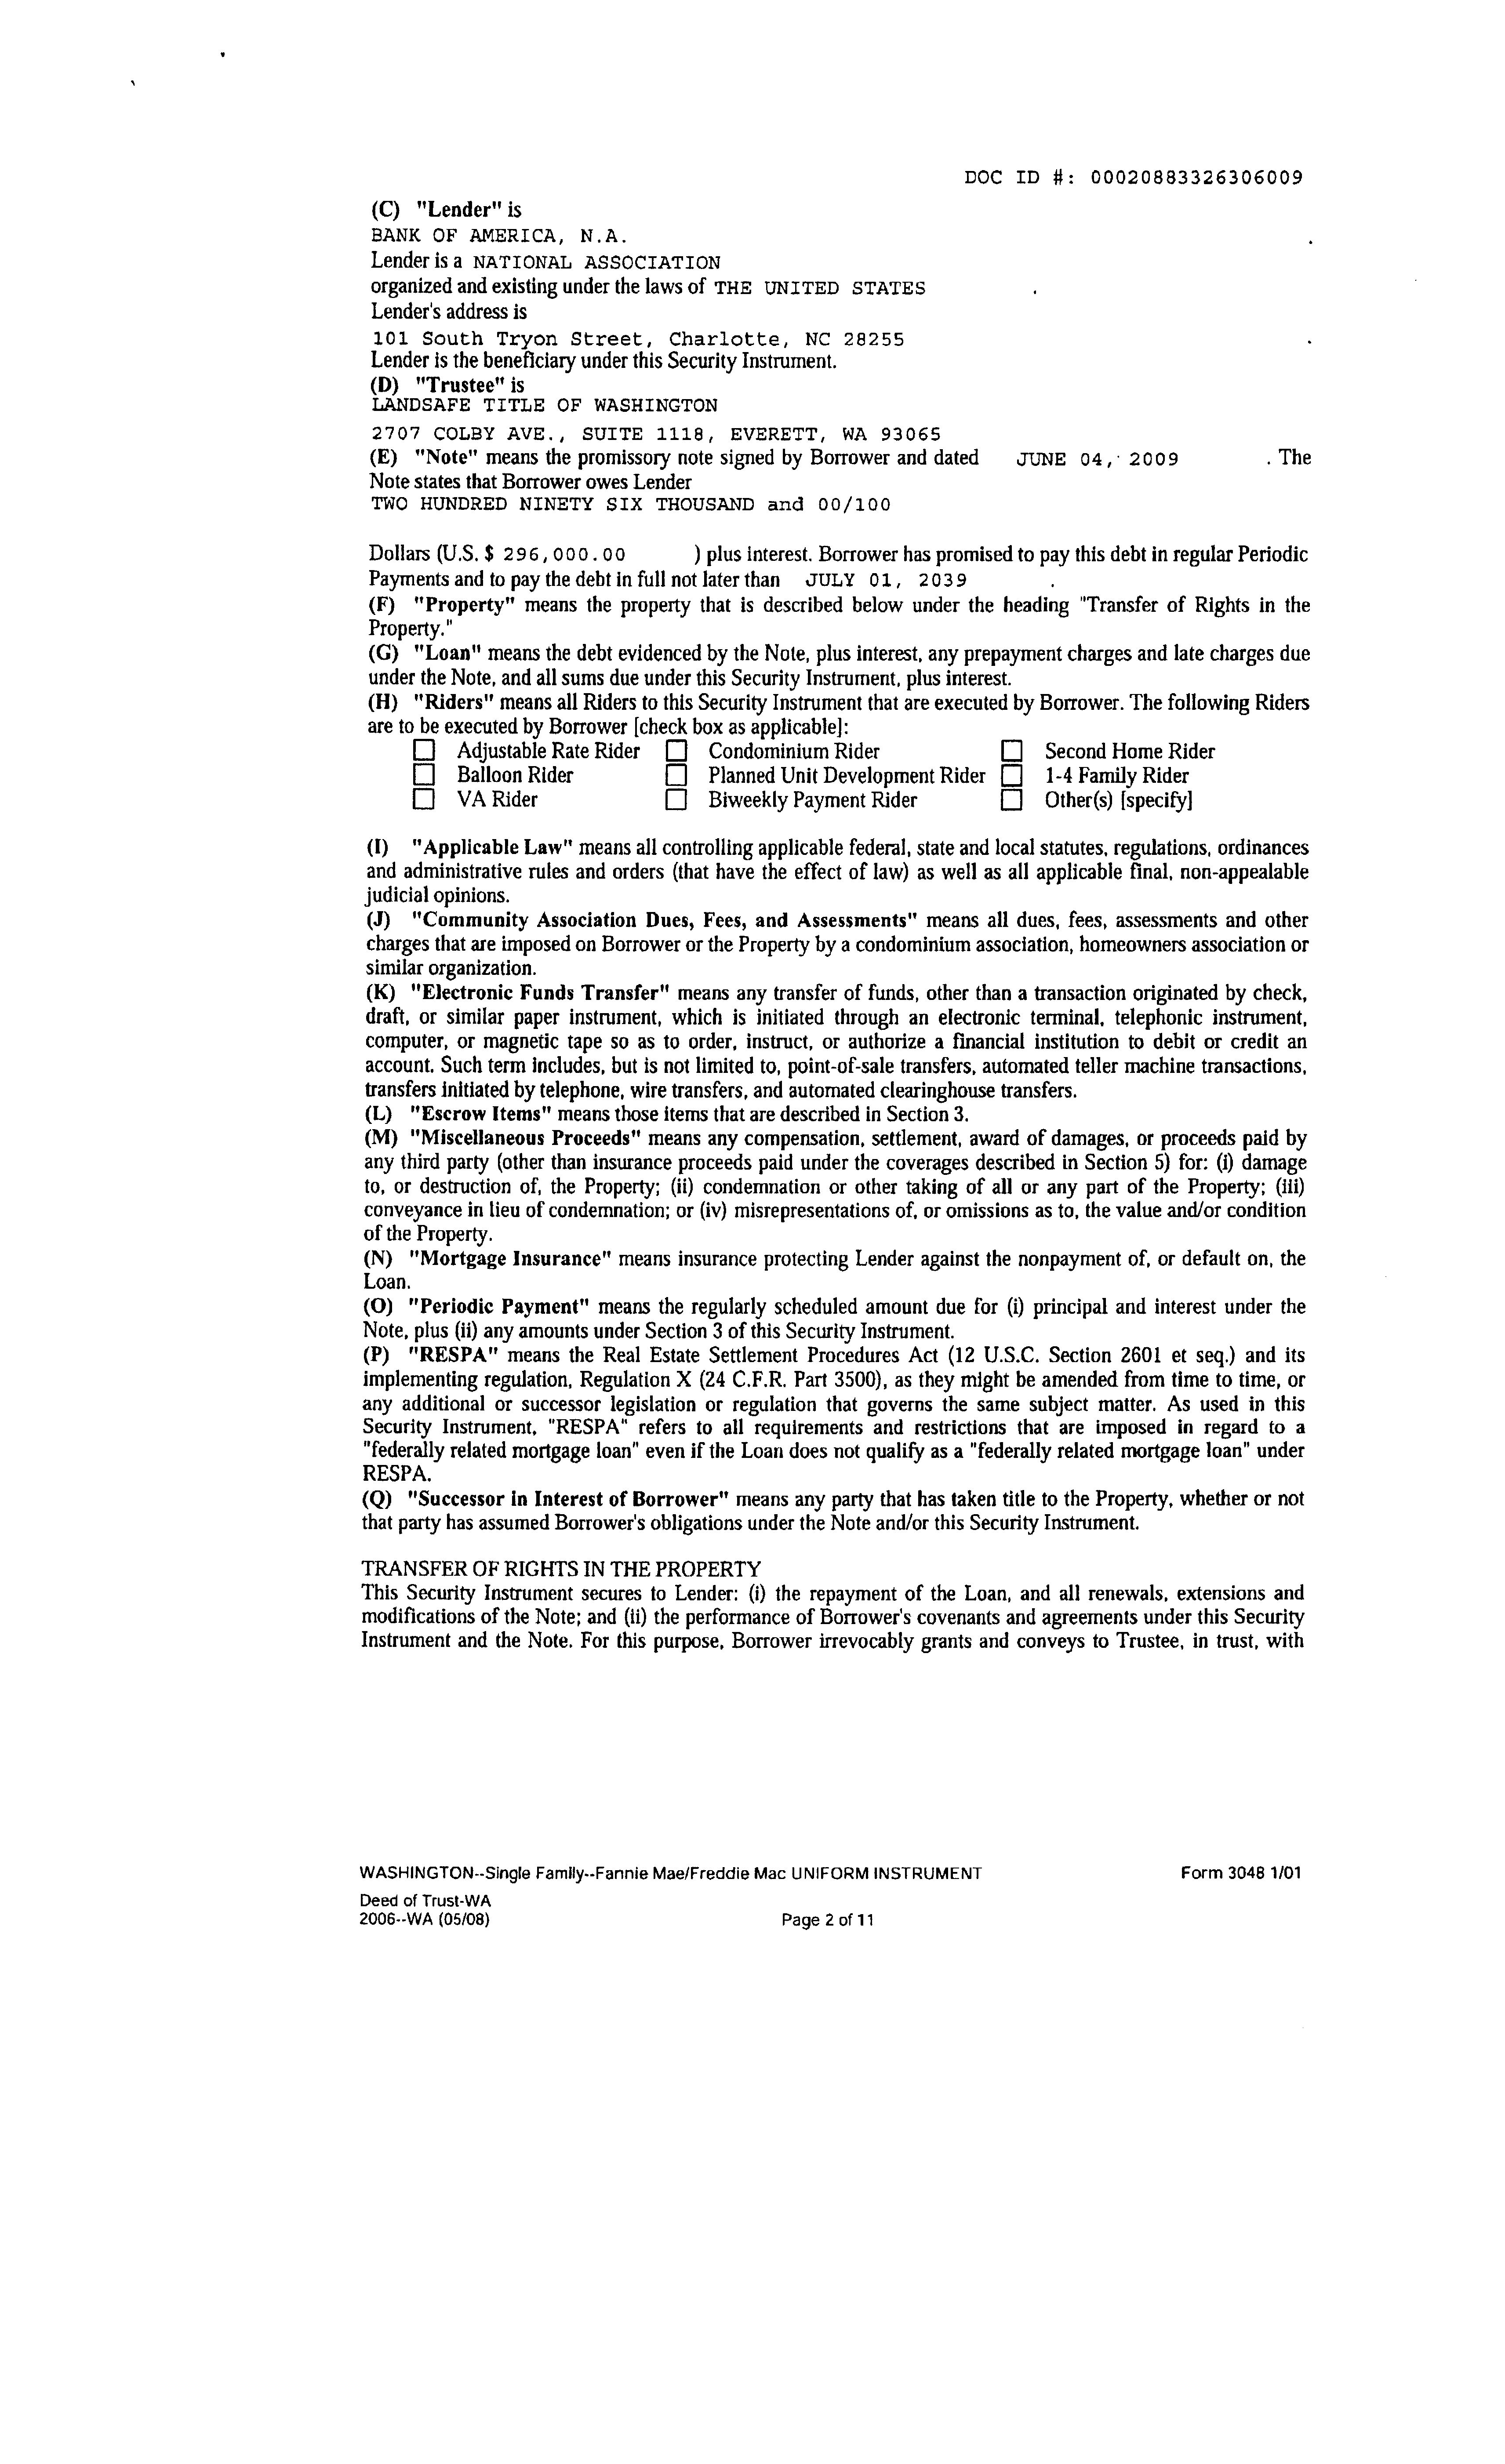 DOC ID #: 00020883326306009
(C) "Lender" is
BANK OF AMERICA, N.A.
Lender is a NATIONAL ASSOCIATION
organized and existing under the laws of THE UNITED STATES .
Lender's address is
101 South Tryon Street, Charlotte, NC 28255 .
Lender is the beneficiary under this Security Instrument.
(D) "Trustee" is
LANDSAFE TITLE OF WASHINGTON
2707 COLBY AVE., SUITE 1118, EVERETT, WA 93065
(E) "Note" means the promissory note signed by Borrower and dated JUNE 04, 2009 . The
Note states that Borrower owes Lender
TWO HUNDRED NINETY SIX THOUSAND and 00/100
Dollars (U.S. $ 296,000.00 ) plus interest. Borrower has promised to pay this debt in regular Periodic
Payments and to pay the debt in full not later than JULY 01, 2039 .
(F) "Property" means the property that is described below under the heading "Transfer of Rights in the
Property."
(G) "Loan" means the debt evidenced by the Note, plus interest, any prepayment charges and late charges due
under the Note, and all sums due under this Security Instrument, plus interest.
(H) "Riders" means all Riders to this Security Instrument that are executed by Borrower. The following Riders
are to be executed by Borrower [check box as applicable]:
☐ Adjustable Rate Rider ☐ Condominium Rider ☐ Second Home Rider
☐ Balloon Rider ☐ Planned Unit Development Rider ☐ 1-4 Family Rider
☐ VA Rider ☐ Biweekly Payment Rider ☐ Other(s) [specify]
(I) "Applicable Law" means all controlling applicable federal, state and local statutes, regulations, ordinances
and administrative rules and orders (that have the effect of law) as well as all applicable final, non-appealable
judicial opinions.
(J) "Community Association Dues, Fees, and Assessments" means all dues, fees, assessments and other
charges that are imposed on Borrower or the Property by a condominium association, homeowners association or
similar organization.
(K) "Electronic Funds Transfer" means any transfer of funds, other than a transaction originated by check,
draft, or similar paper instrument, which is initiated through an electronic terminal, telephonic instrument,
computer, or magnetic tape so as to order, instruct, or authorize a financial institution to debit or credit an
account. Such term includes, but is not limited to, point-of-sale transfers, automated teller machine transactions,
transfers initiated by telephone, wire transfers, and automated clearinghouse transfers.
(L) "Escrow Items" means those items that are described in Section 3.
(M) "Miscellaneous Proceeds" means any compensation, settlement, award of damages, or proceeds paid by
any third party (other than insurance proceeds paid under the coverages described in Section 5) for: (i) damage
to, or destruction of, the Property; (ii) condemnation or other taking of all or any part of the Property; (iii)
conveyance in lieu of condemnation; or (iv) misrepresentations of, or omissions as to, the value and/or condition
of the Property.
(N) "Mortgage Insurance" means insurance protecting Lender against the nonpayment of, or default on, the
Loan.
(O) "Periodic Payment" means the regularly scheduled amount due for (i) principal and interest under the
Note, plus (ii) any amounts under Section 3 of this Security Instrument.
(P) "RESPA" means the Real Estate Settlement Procedures Act (12 U.S.C. Section 2601 et seq.) and its
implementing regulation, Regulation X (24 C.F.R. Part 3500), as they might be amended from time to time, or
any additional or successor legislation or regulation that governs the same subject matter. As used in this
Security Instrument, "RESPA" refers to all requirements and restrictions that are imposed in regard to a
"federally related mortgage loan" even if the Loan does not qualify as a "federally related mortgage loan" under
RESPA.
(Q) "Successor in Interest of Borrower" means any party that has taken title to the Property, whether or not
that party has assumed Borrower's obligations under the Note and/or this Security Instrument.
TRANSFER OF RIGHTS IN THE PROPERTY
This Security Instrument secures to Lender: (i) the repayment of the Loan, and all renewals, extensions and
modifications of the Note; and (ii) the performance of Borrower's covenants and agreements under this Security
Instrument and the Note. For this purpose, Borrower irrevocably grants and conveys to Trustee, in trust, with
WASHINGTON--Single Family--Fannie Mae/Freddie Mac UNIFORM INSTRUMENT Form 3048 1/01
Deed of Trust-WA
2006--WA (05/08) Page 2 of 11